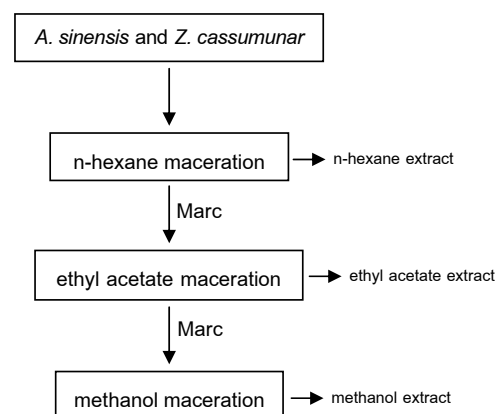 A. sinensis and Z. cassumunar
n-hexane maceration
n-hexane extract
Marc
ethyl acetate maceration
ethyl acetate extract
Marc
methanol maceration
methanol extract